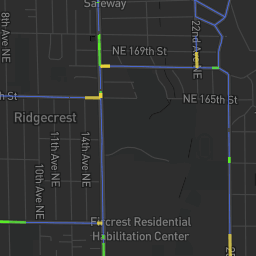 Safeway
8th Ave NE
NE 169th St
22nd Ave NE
NE 165th St
h St
Ridgecrest
10th Ave NE
11th Ave NE
14th Ave NE
Fircrest Residential
Habilitation Center